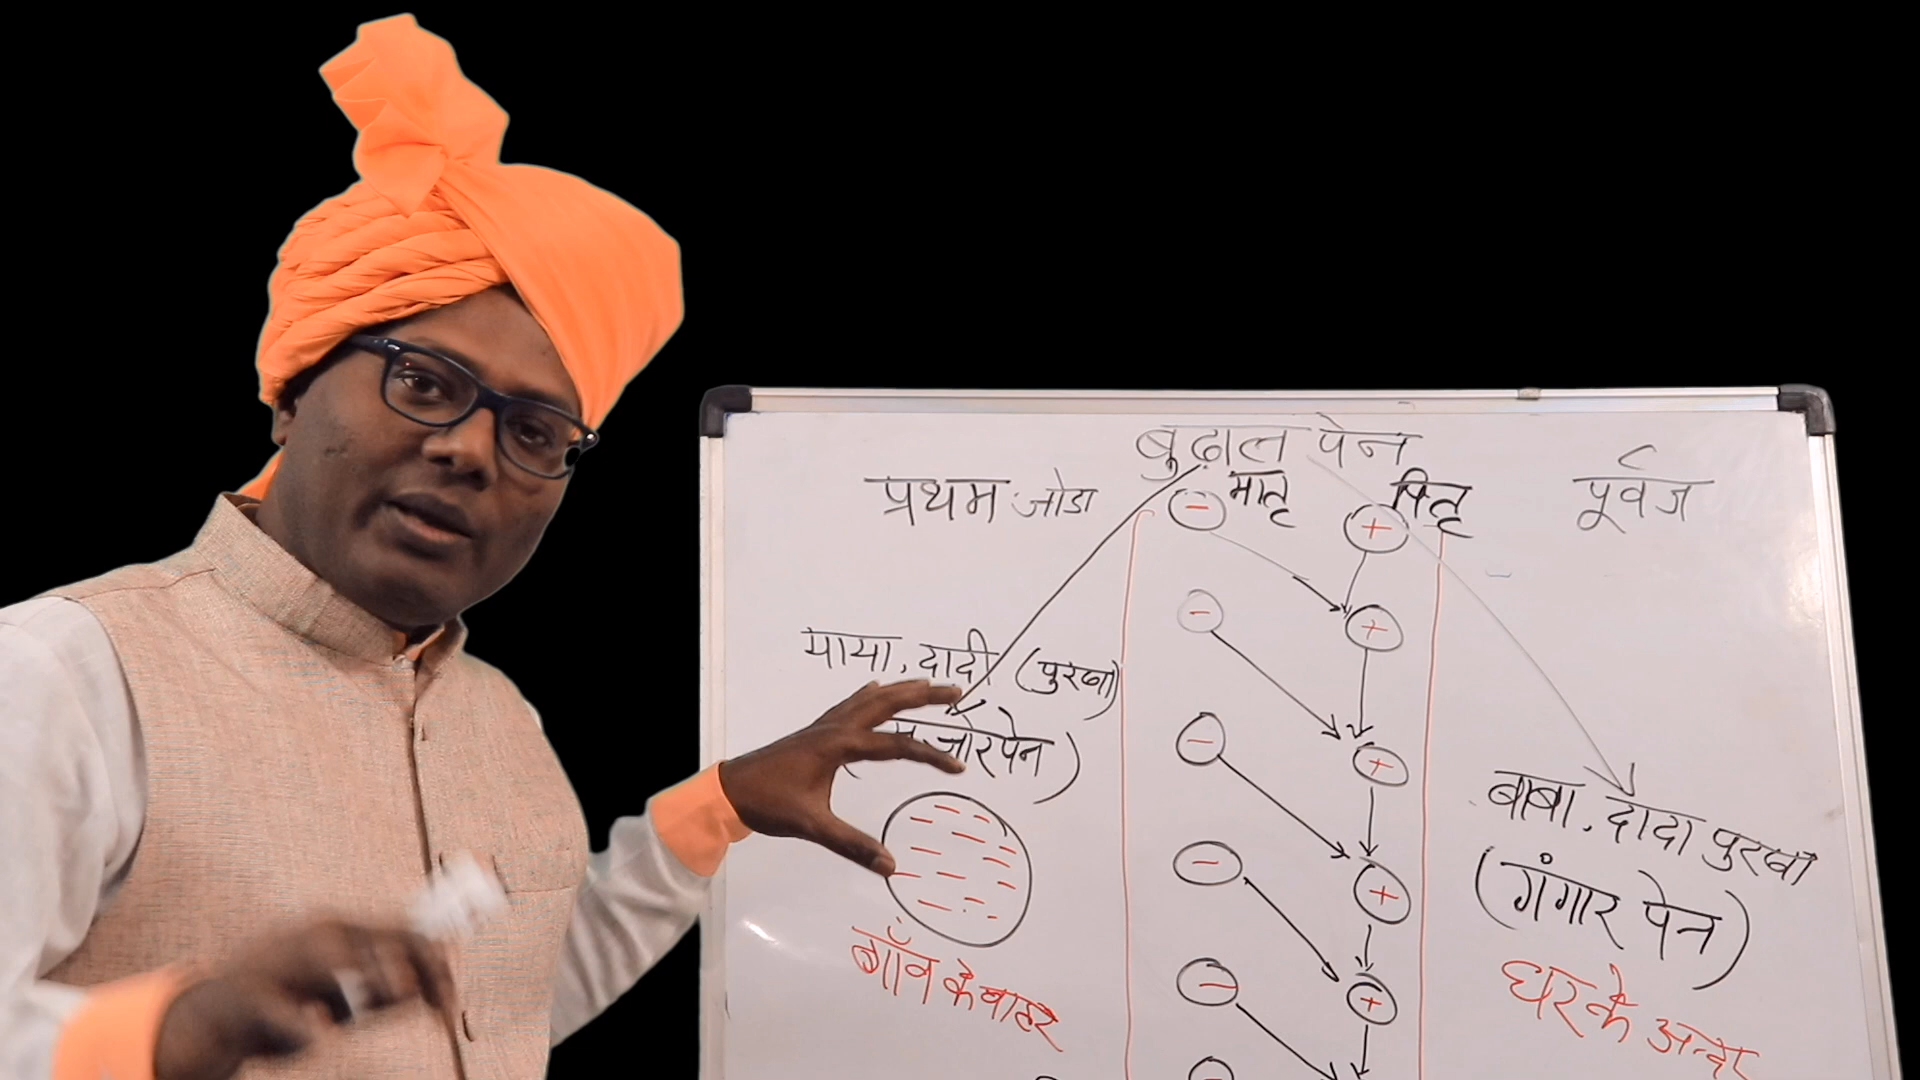 बुढ़ाल पेन
प्रथम जोडा
मातृ
पितृ
पूर्वज
-
+
-
+
माया, दादी (पुरखा)
जोरपेन)
-
+
बाबा, दादा पुरखा
(गंगार पेन)
-
+
गाँव के बाहर
घर के अन्दर
-
+
-